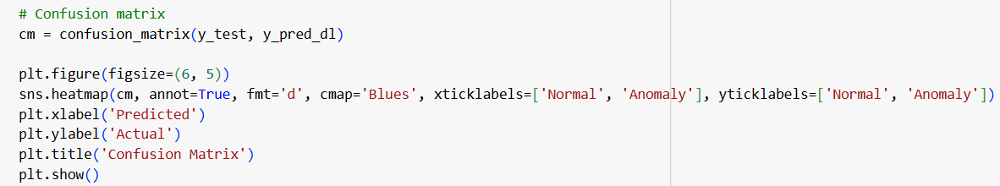 # Confusion matrix
cm = confusion_matrix(y_test, y_pred_dl)
plt.figure(figsize=(6, 5))
sns.heatmap(cm, annot=True, fmt='d', cmap='Blues', xticklabels=['Normal', 'Anomaly'], yticklabels=['Normal', 'Anomaly'])
plt.xlabel('Predicted')
plt.ylabel('Actual')
plt.title('Confusion Matrix')
plt.show()